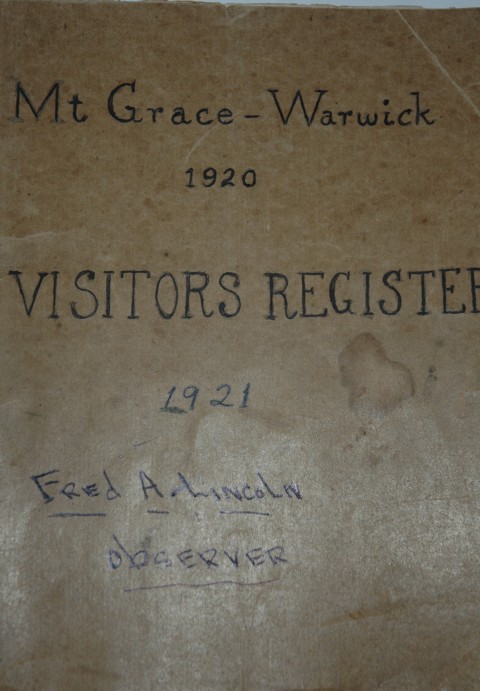 Mt Grace - Warwick
1920
VISITORS REGISTER
1921
Fred A. Lincoln
Observer